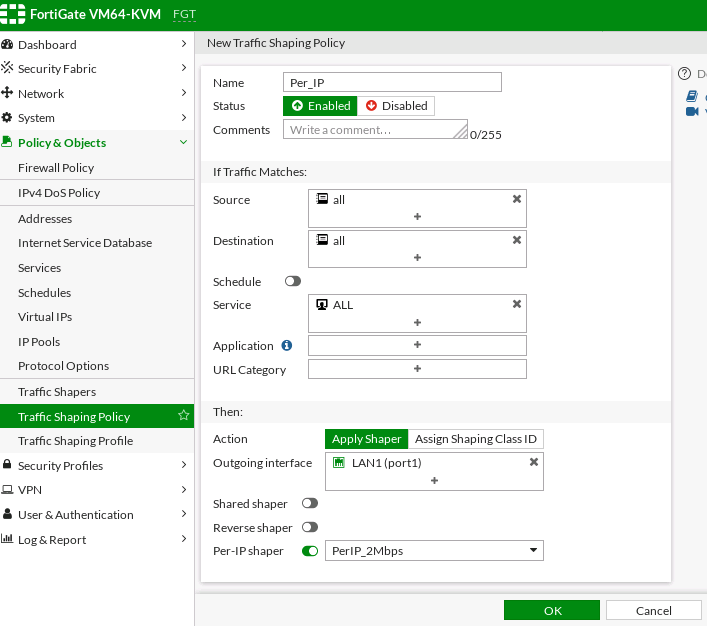 FortiGate VM64-KVM FGT
Dashboard
Security Fabric
Network
System
Policy & Objects
Firewall Policy
IPv4 DoS Policy
Addresses
Internet Service Database
Services
Schedules
Virtual IPs
IP Pools
Protocol Options
Traffic Shapers
Traffic Shaping Policy
Traffic Shaping Profile
Security Profiles
VPN
User & Authentication
Log & Report
New Traffic Shaping Policy
Name Per_IP
Status Enabled Disabled
Comments Write a comment... 0/255
If Traffic Matches:
Source all
Destination all
Schedule
Service ALL
Application
URL Category
Then:
Action Apply Shaper Assign Shaping Class ID
Outgoing interface LAN1 (port1)
Shared shaper
Reverse shaper
Per-IP shaper PerIP_2Mbps
OK Cancel